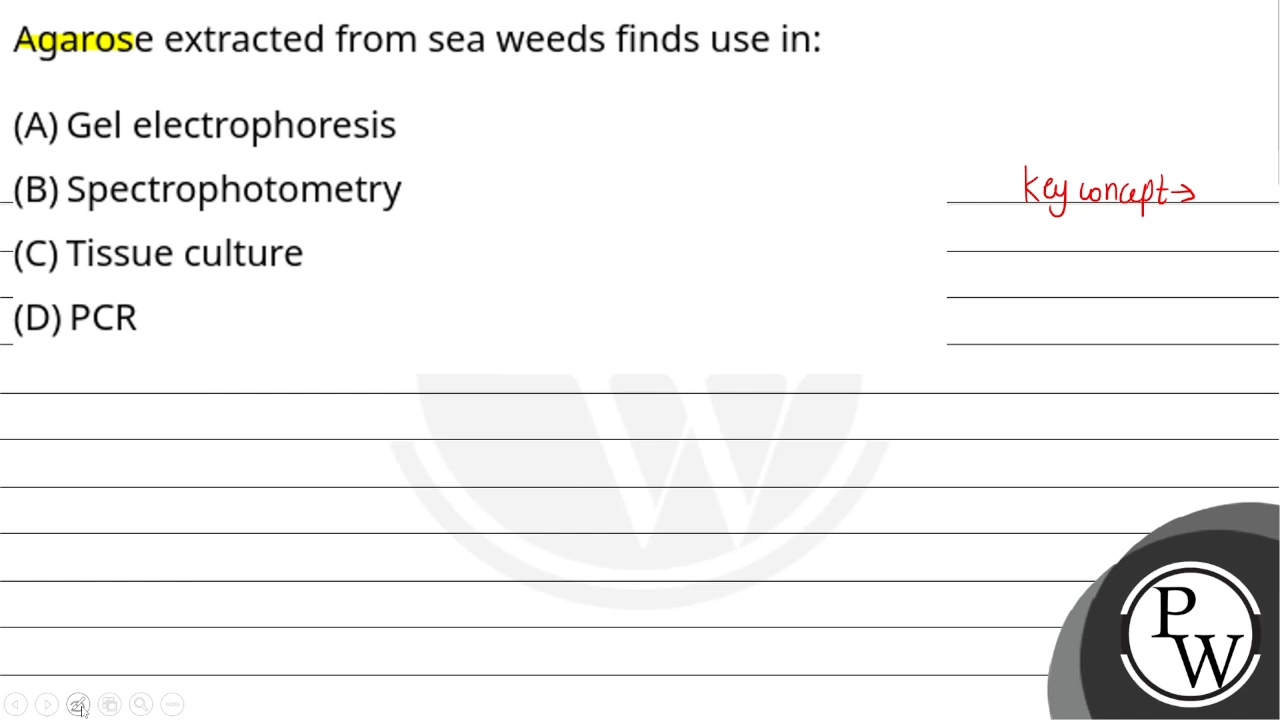 Agarose extracted from sea weeds finds use in:
(A) Gel electrophoresis
(B) Spectrophotometry
(C) Tissue culture
(D) PCR
Key concept →
PW